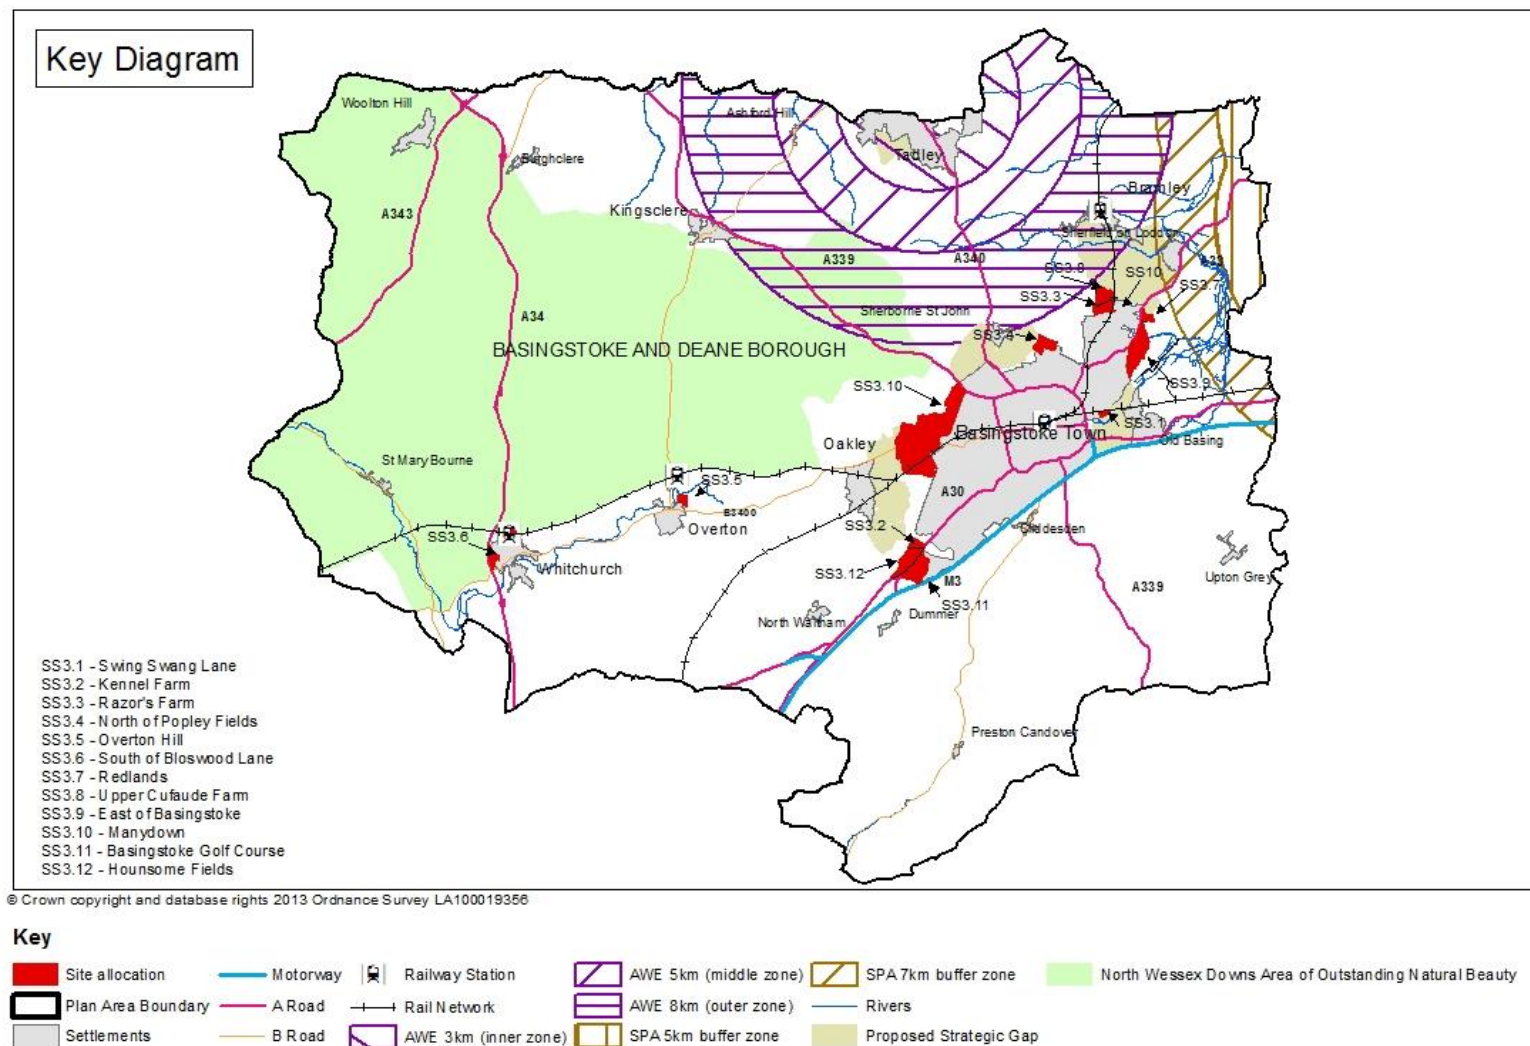 Key Diagram
Woolton Hill
Burghclere
Ashford Hill
Tadley
Bramley
A343
Kingsclere
Sherfield on Loddon
A339
A340
A33
SS3.8
SS10
SS3.7
SS3.3
Sherborne St John
A34
SS3.4
BASINGSTOKE AND DEANE BOROUGH
SS3.10
SS3.9
SS3.1
Oakley
Basingstoke Town
Old Basing
St Mary Bourne
SS3.5
A30
B3400
Overton
SS3.2
Cliddesden
SS3.6
Whitchurch
SS3.12
M3
SS3.11
A339
Upton Grey
North Waltham
Dummer
Preston Candover
SS3.1 - Swing Swang Lane
SS3.2 - Kennel Farm
SS3.3 - Razor's Farm
SS3.4 - North of Popley Fields
SS3.5 - Overton Hill
SS3.6 - South of Bloswood Lane
SS3.7 - Redlands
SS3.8 - Upper Cufaude Farm
SS3.9 - East of Basingstoke
SS3.10 - Manydown
SS3.11 - Basingstoke Golf Course
SS3.12 - Hounsome Fields
© Crown copyright and database rights 2013 Ordnance Survey LA100019356
Key
Site allocation
Motorway
Railway Station
AWE 5km (middle zone)
SPA 7km buffer zone
North Wessex Downs Area of Outstanding Natural Beauty
Plan Area Boundary
A Road
Rail Network
AWE 8km (outer zone)
Rivers
Settlements
B Road
AWE 3km (inner zone)
SPA 5km buffer zone
Proposed Strategic Gap